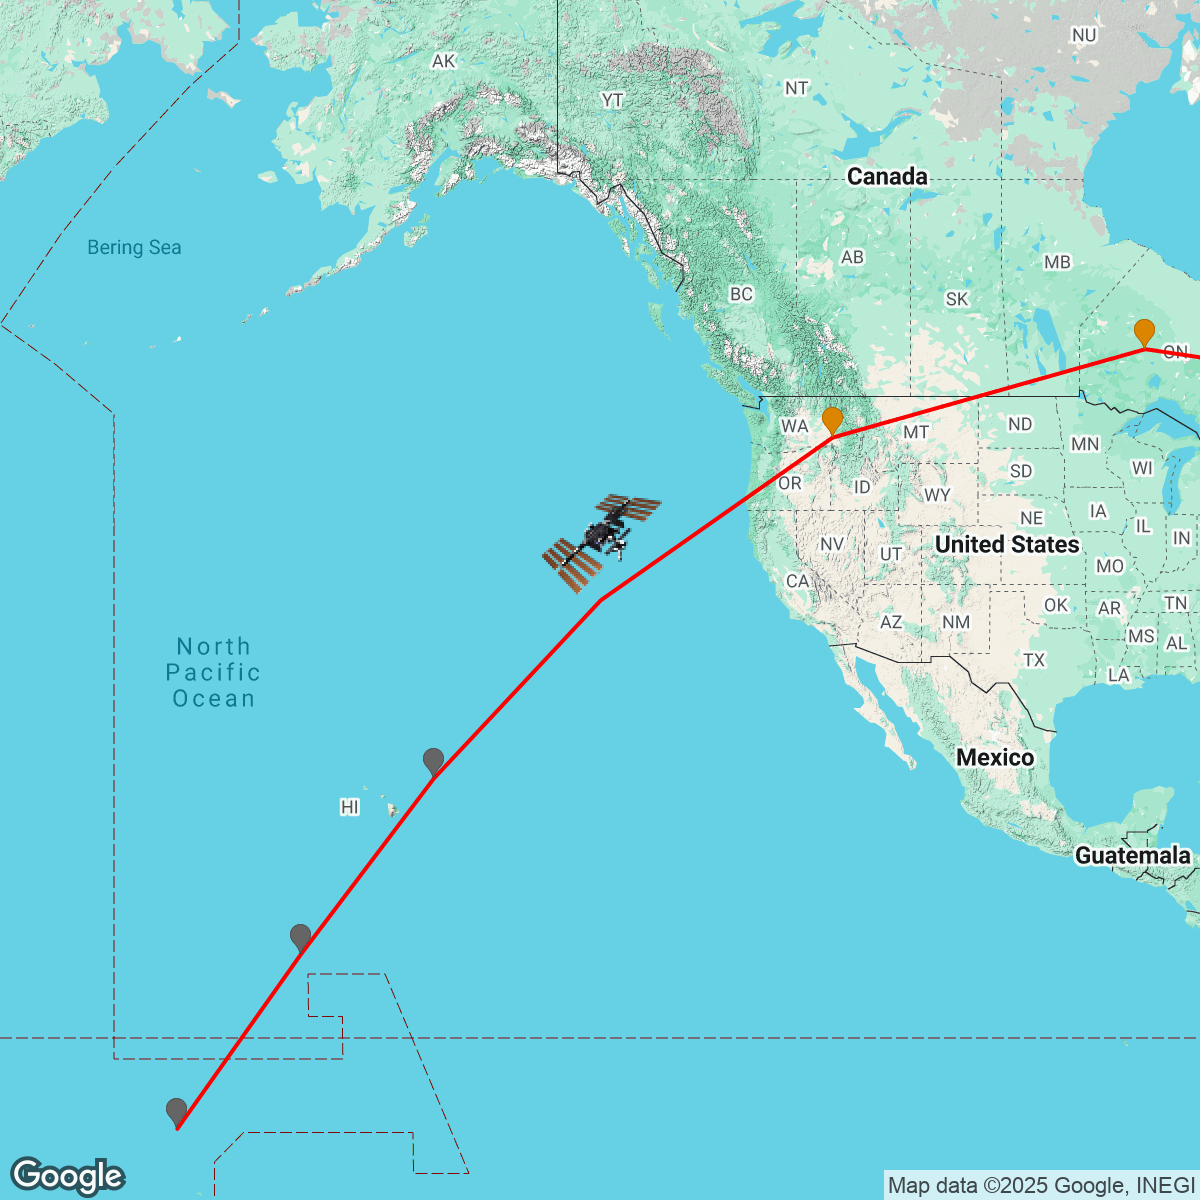 NU
AK
NT
YT
Canada
Bering Sea
AB
MB
BC
SK
ON
WA
MT
ND
MN
OR
ID
SD
WI
WY
IA
NE
IL
IN
NV
UT
United States
MO
CA
OK
AR
TN
AZ
NM
MS
AL
North
Pacific
Ocean
TX
LA
Mexico
HI
Guatemala
Google
Map data ©2025 Google, INEGI